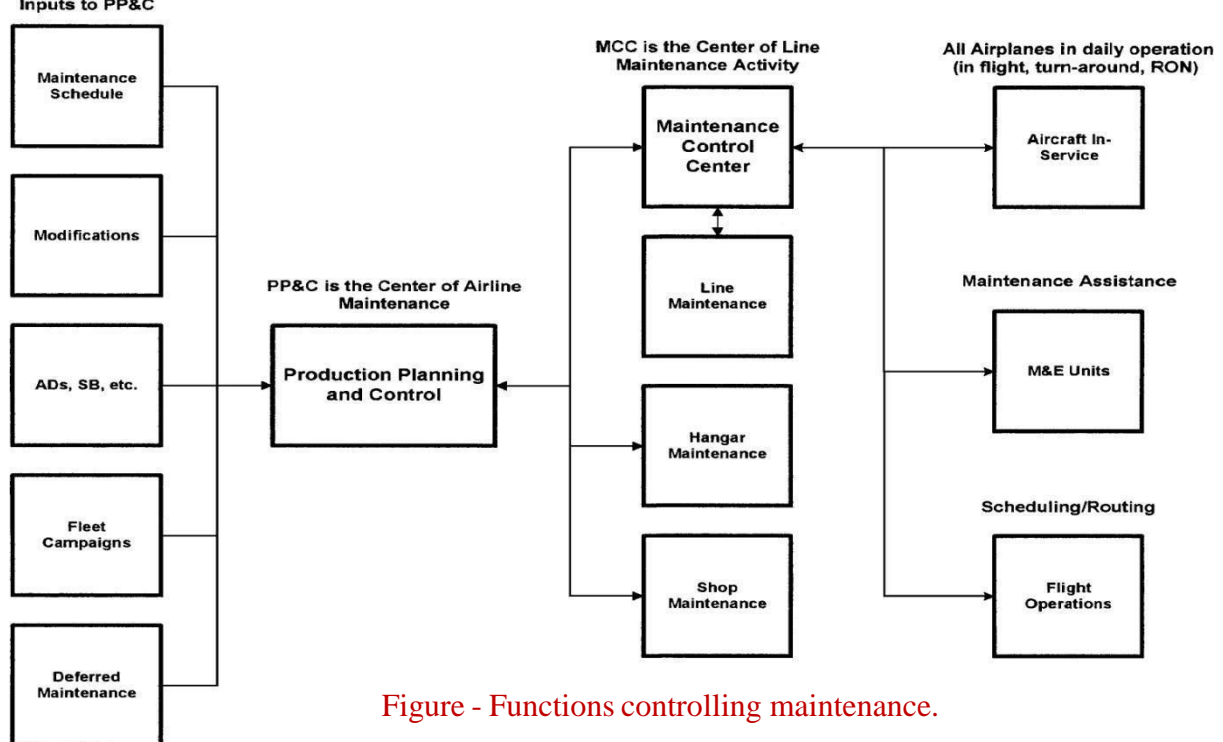 Inputs to PP&C
Maintenance
Schedule
Modifications
ADs, SB, etc.
Fleet
Campaigns
Deferred
Maintenance
PP&C is the Center of Airline
Maintenance
Production Planning
and Control
MCC is the Center of Line
Maintenance Activity
Maintenance
Control
Center
Line
Maintenance
Hangar
Maintenance
Shop
Maintenance
All Airplanes in daily operation
(in flight, turn-around, RON)
Aircraft In-
Service
Maintenance Assistance
M&E Units
Scheduling/Routing
Flight
Operations
Figure - Functions controlling maintenance.